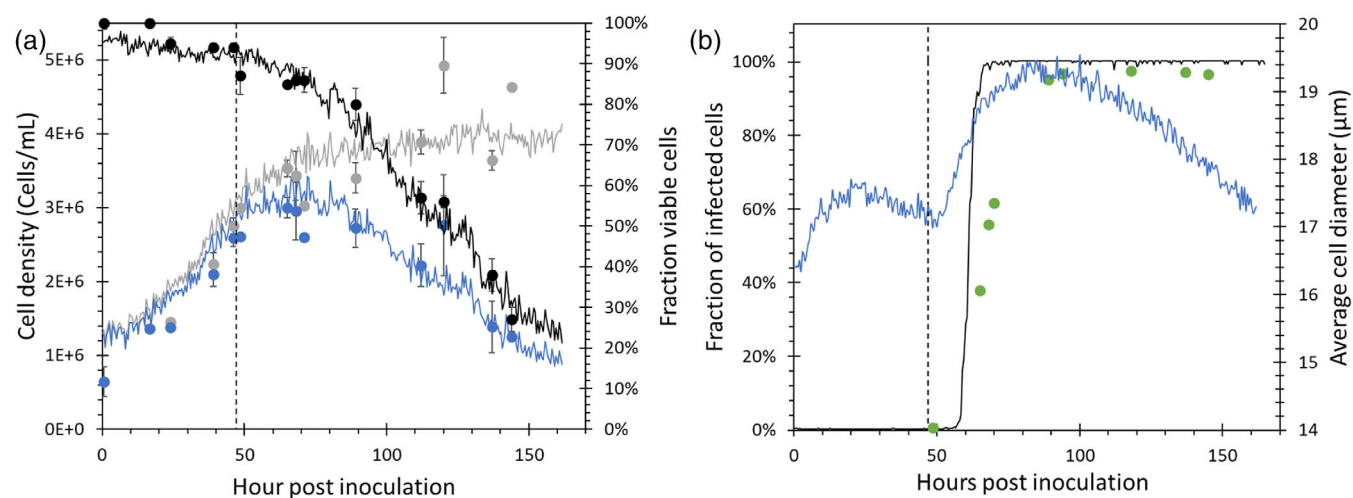 (a)
Cell density (Cells/mL)
5E+6
4E+6
3E+6
2E+6
1E+6
0E+0
0
50
100
150
Hour post inoculation
100%
90%
80%
70%
60%
50%
40%
30%
20%
10%
0%
Fraction viable cells
(b)
Fraction of infected cells
100%
80%
60%
40%
20%
0%
0
50
100
150
Hours post inoculation
20
19
18
17
16
15
14
Average cell diameter (μm)